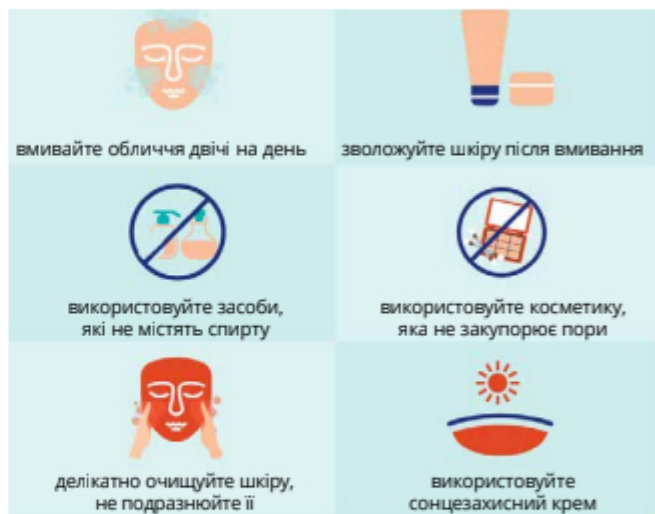 вмивайте обличчя двічі на день
зволожуйте шкіру після вмивання
використовуйте засоби,
які не містять спирту
використовуйте косметику,
яка не закупорює пори
делікатно очищуйте шкіру,
не подразнюйте її
використовуйте
сонцезахисний крем